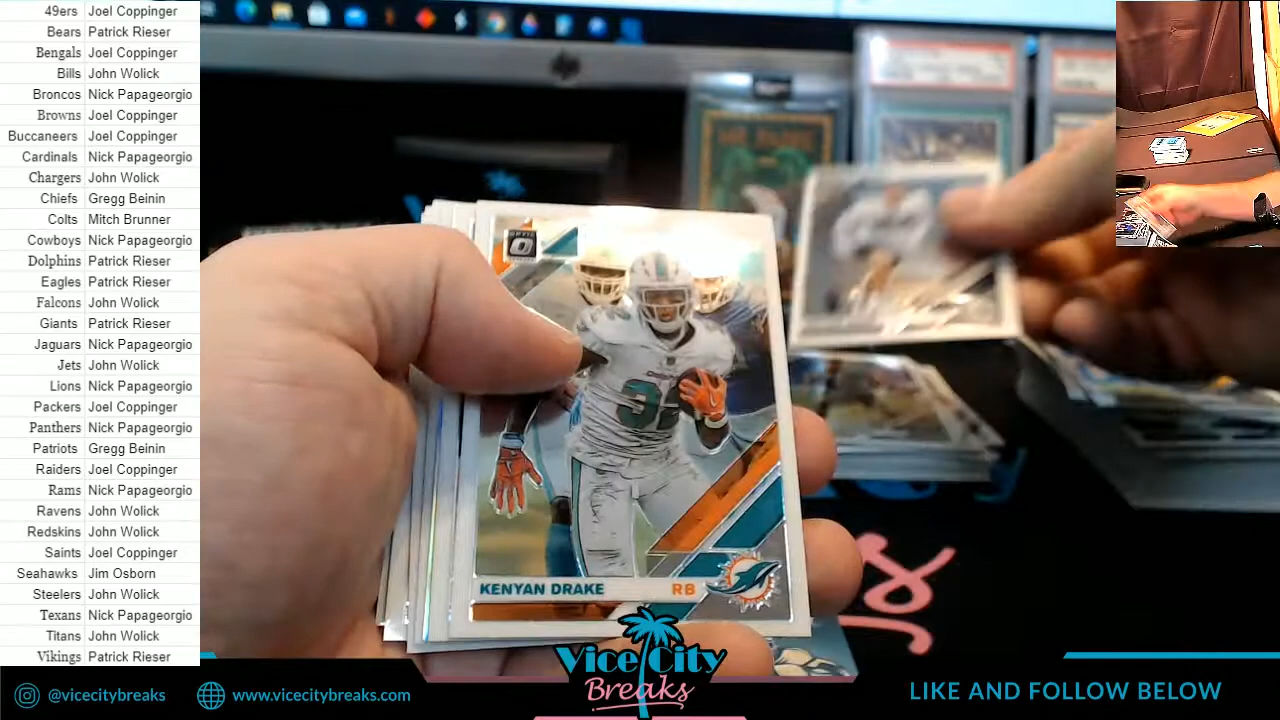 49ers Joel Coppinger
Bears Patrick Rieser
Bengals Joel Coppinger
Bills John Wolick
Broncos Nick Papageorgio
Browns Joel Coppinger
Buccaneers Joel Coppinger
Cardinals Nick Papageorgio
Chargers John Wolick
Chiefs Gregg Beinin
Colts Mitch Brunner
Cowboys Nick Papageorgio
Dolphins Patrick Rieser
Eagles Patrick Rieser
Falcons John Wolick
Giants Patrick Rieser
Jaguars Nick Papageorgio
Jets John Wolick
Lions Nick Papageorgio
Packers Joel Coppinger
Panthers Nick Papageorgio
Patriots Gregg Beinin
Raiders Joel Coppinger
Rams Nick Papageorgio
Ravens John Wolick
Redskins John Wolick
Saints Joel Coppinger
Seahawks Jim Osborn
Steelers John Wolick
Texans Nick Papageorgio
Titans John Wolick
Vikings Patrick Rieser
hp
OPTIC
KENYAN DRAKE RB
Vice City
Breaks
@vicecitybreaks
www.vicecitybreaks.com
LIKE AND FOLLOW BELOW